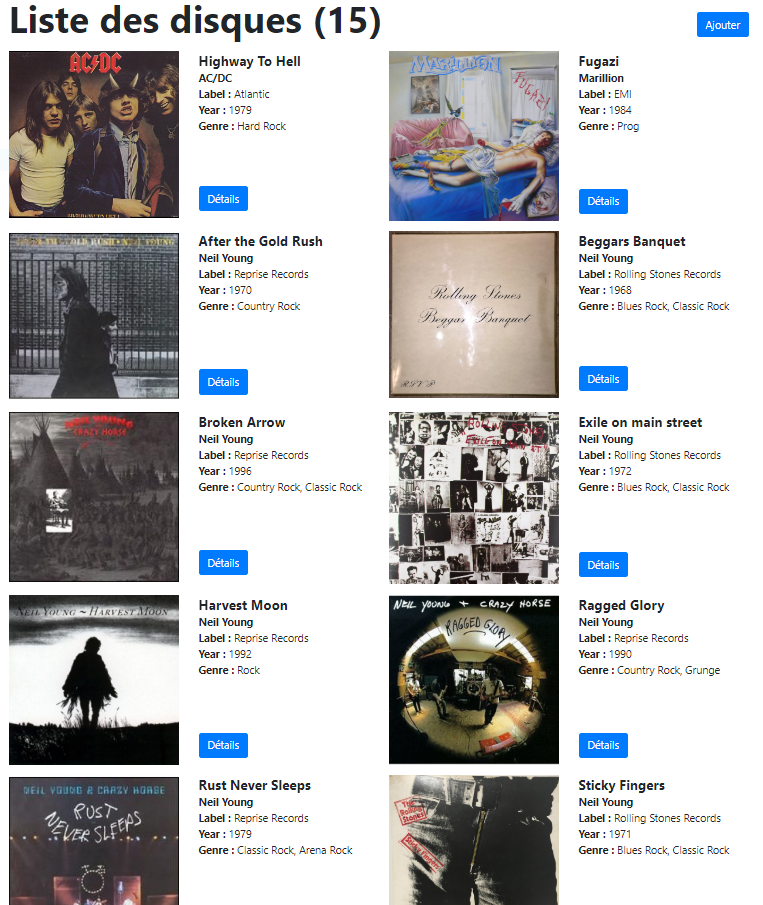 Liste des disques (15)
Ajouter
AC/DC
Highway To Hell
AC/DC
Label : Atlantic
Year : 1979
Genre : Hard Rock
Détails
MARILLION
FUGAZI
Fugazi
Marillion
Label : EMI
Year : 1984
Genre : Prog
Détails
After the Gold Rush
Neil Young
Label : Reprise Records
Year : 1970
Genre : Country Rock
Détails
Rolling Stones
Beggars Banquet
Beggars Banquet
Neil Young
Label : Rolling Stones Records
Year : 1968
Genre : Blues Rock, Classic Rock
Détails
NEIL YOUNG
CRAZY HORSE
Broken Arrow
Neil Young
Label : Reprise Records
Year : 1996
Genre : Country Rock, Classic Rock
Détails
Exile on main street
Neil Young
Label : Rolling Stones Records
Year : 1972
Genre : Blues Rock, Classic Rock
Détails
NEIL YOUNG ~ HARVEST MOON
Harvest Moon
Neil Young
Label : Reprise Records
Year : 1992
Genre : Rock
Détails
NEIL YOUNG + CRAZY HORSE
RAGGED GLORY
Ragged Glory
Neil Young
Label : Reprise Records
Year : 1990
Genre : Country Rock, Grunge
Détails
NEIL YOUNG & CRAZY HORSE
RUST
NEVER SLEEPS
Rust Never Sleeps
Neil Young
Label : Reprise Records
Year : 1979
Genre : Classic Rock, Arena Rock
The
Rolling
Stones
Sticky Fingers
Sticky Fingers
Neil Young
Label : Rolling Stones Records
Year : 1971
Genre : Blues Rock, Classic Rock